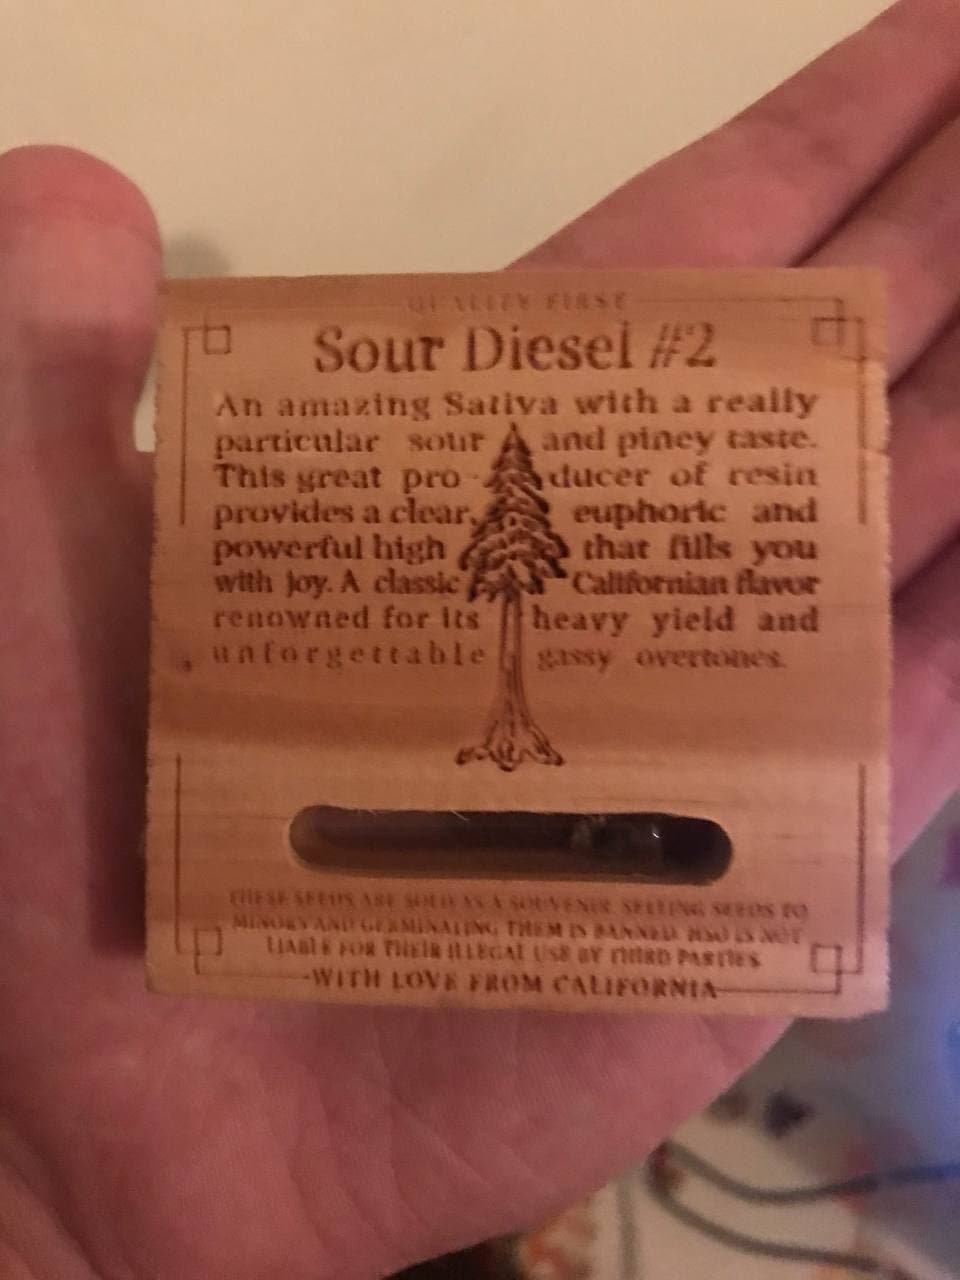 QUALITY FIRST
Sour Diesel #2
An amazing Sativa with a really
particular sour and piney taste.
This great pro- ducer of resin
provides a clear, euphoric and
powerful high that fills you
with joy. A classic Californian flavor
renowned for its heavy yield and
unforgettable gassy overtones.
THESE SEEDS ARE SOLD AS A SOUVENIR. SELLING SEEDS TO
MINORS AND GERMINATING THEM IS BANNED. HSO IS NOT
LIABLE FOR THEIR ILLEGAL USE BY THIRD PARTIES
WITH LOVE FROM CALIFORNIA